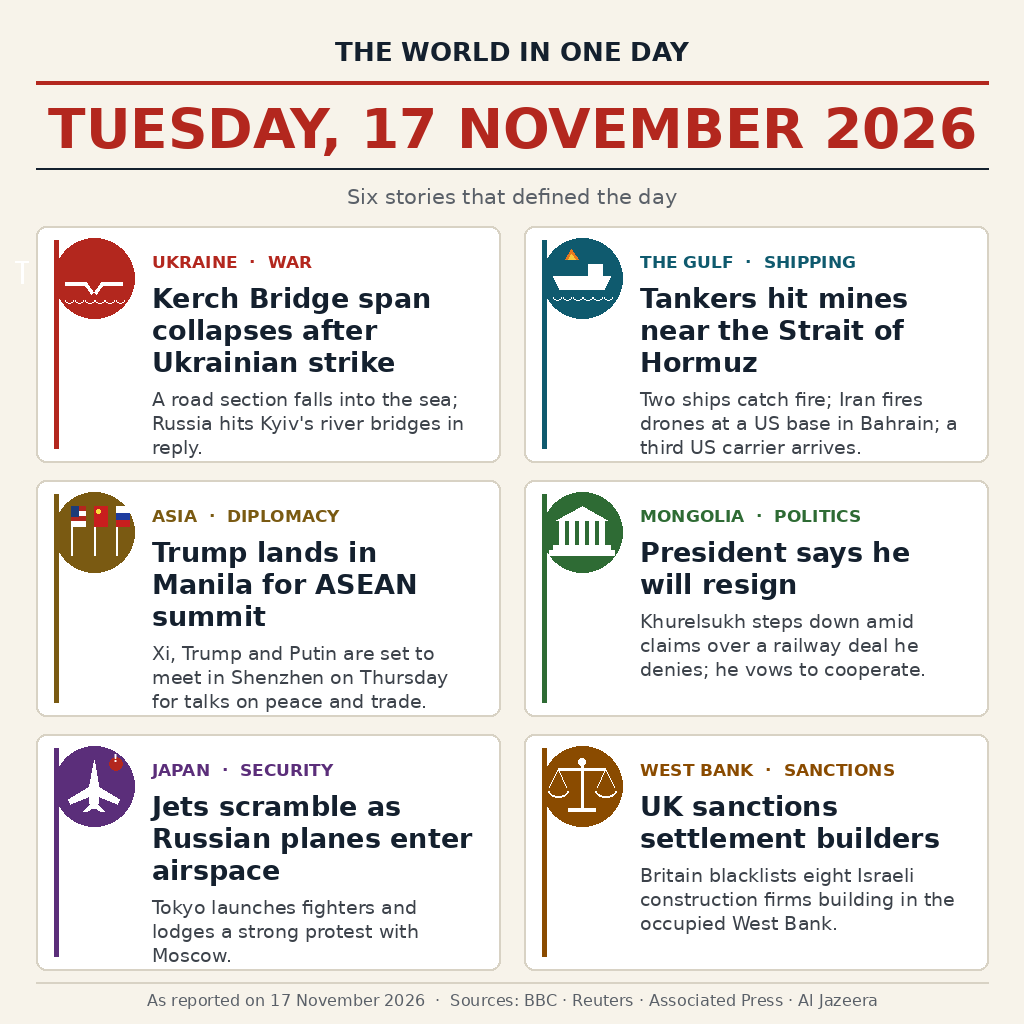 THE WORLD IN ONE DAY
TUESDAY, 17 NOVEMBER 2026
Six stories that defined the day
T
UKRAINE · WAR
Kerch Bridge span
collapses after
Ukrainian strike
A road section falls into the sea;
Russia hits Kyiv's river bridges in
reply.
THE GULF · SHIPPING
Tankers hit mines
near the Strait of
Hormuz
Two ships catch fire; Iran fires
drones at a US base in Bahrain; a
third US carrier arrives.
ASIA · DIPLOMACY
Trump lands in
Manila for ASEAN
summit
Xi, Trump and Putin are set to
meet in Shenzhen on Thursday
for talks on peace and trade.
MONGOLIA · POLITICS
President says he
will resign
Khurelsukh steps down amid
claims over a railway deal he
denies; he vows to cooperate.
!
JAPAN · SECURITY
Jets scramble as
Russian planes enter
airspace
Tokyo launches fighters and
lodges a strong protest with
Moscow.
WEST BANK · SANCTIONS
UK sanctions
settlement builders
Britain blacklists eight Israeli
construction firms building in the
occupied West Bank.
As reported on 17 November 2026 · Sources: BBC · Reuters · Associated Press · Al Jazeera